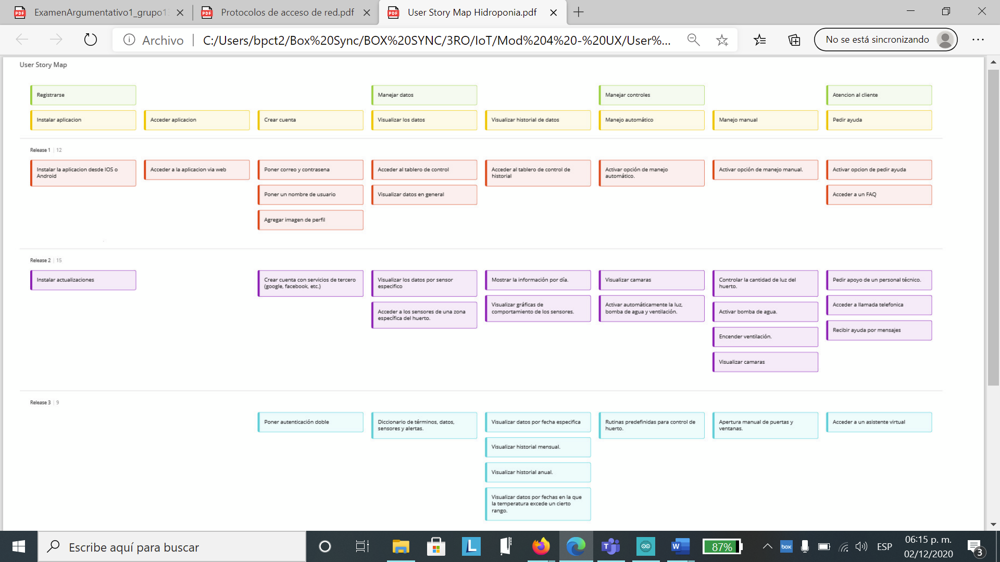 ExamenArgumentativo1_grupo1
Protocolos de acceso de red.pdf
User Story Map Hidroponia.pdf
Archivo
C:/Users/bpct2/Box%20Sync/BOX%20SYNC/3RO/IoT/Mod%204%20-%20UX/User%...
No se está sincronizando
User Story Map
Registrarse
Manejar datos
Manejar controles
Atencion al cliente
Instalar aplicacion
Acceder aplicacion
Crear cuenta
Visualizar los datos
Visualizar historial de datos
Manejo automático
Manejo manual
Pedir ayuda
Release 1 | 12
Instalar la aplicacion desde IOS o
Android
Acceder a la aplicacion via web
Poner correo y contrasena
Poner un nombre de usuario
Agregar imagen de perfil
Acceder al tablero de control
Visualizar datos en general
Acceder al tablero de control de
historial
Activar opción de manejo
automático.
Activar opción de manejo manual.
Activar opcion de pedir ayuda
Acceder a un FAQ
Release 2 | 15
Instalar actualizaciones
Crear cuenta con servicios de tercero
(google, facebook, etc.)
Visualizar los datos por sensor
especifico
Acceder a los sensores de una zona
específica del huerto.
Mostrar la información por día.
Visualizar gráficas de
comportamiento de los sensores.
Visualizar camaras
Activar automáticamente la luz,
bomba de agua y ventilación.
Controlar la cantidad de luz del
huerto.
Activar bomba de agua.
Encender ventilación.
Visualizar camaras
Pedir apoyo de un personal técnico.
Acceder a llamada telefonica
Recibir ayuda por mensajes
Release 3 | 9
Poner autenticación doble
Diccionario de términos, datos,
sensores y alertas.
Visualizar datos por fecha especifica
Visualizar historial mensual.
Visualizar historial anual.
Visualizar datos por fechas en la que
la temperatura excede un cierto
rango.
Rutinas predefinidas para control de
huerto.
Apertura manual de puertas y
ventanas.
Acceder a un asistente virtual
Escribe aquí para buscar
87%
box
ESP
06:15 p. m.
02/12/2020
3